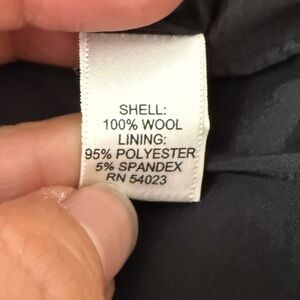 SHELL:
100% WOOL
LINING:
95% POLYESTER
5% SPANDEX
RN 54023